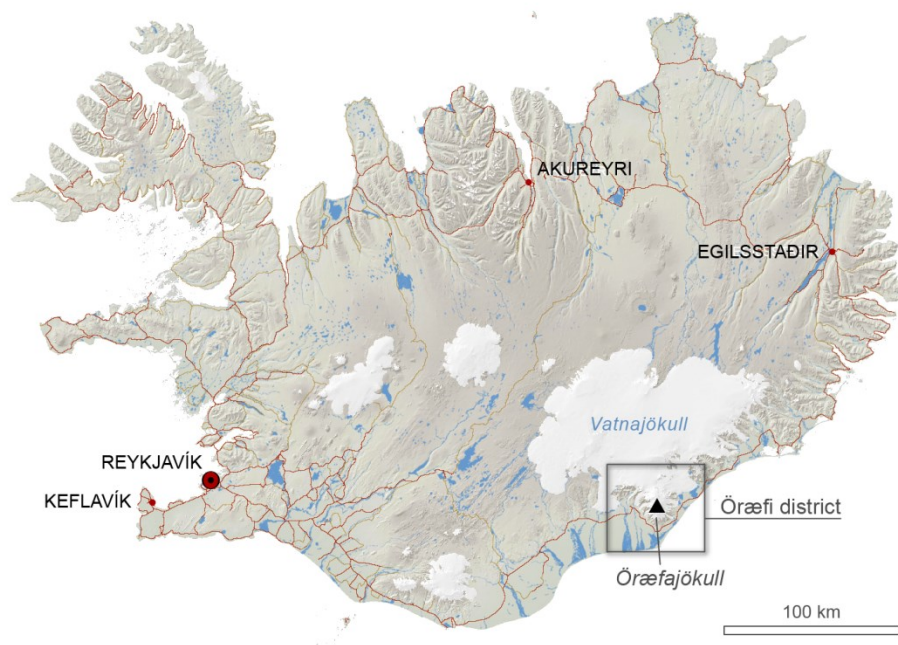 AKUREYRI
EGILSSTAÐIR
Vatnajökull
REYKJAVÍK
KEFLAVÍK
Öræfi district
Öræfajökull
100 km